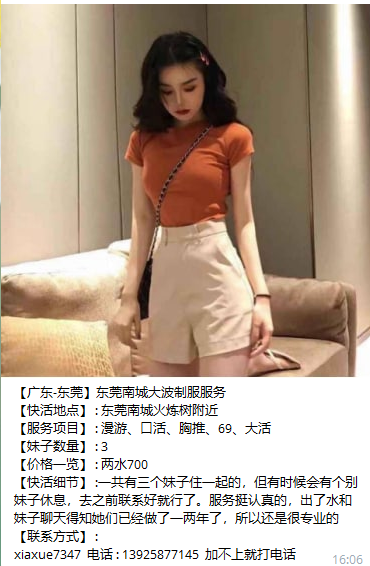 【广东-东莞】东莞南城大波制服服务
【快活地点】:东莞南城火炼树附近
【服务项目】: 漫游、口活、胸推、69、大活
【妹子数量】: 3
【价格一览】: 两水700
【快活细节】:一共有三个妹子住一起的，但有时候会有个别
妹子休息，去之前联系好就行了。服务挺认真的，出了水和
妹子聊天得知她们已经做了一两年了，所以还是很专业的
【联系方式】:
xiaxue7347 电话:13925877145 加不上就打电话
16:06